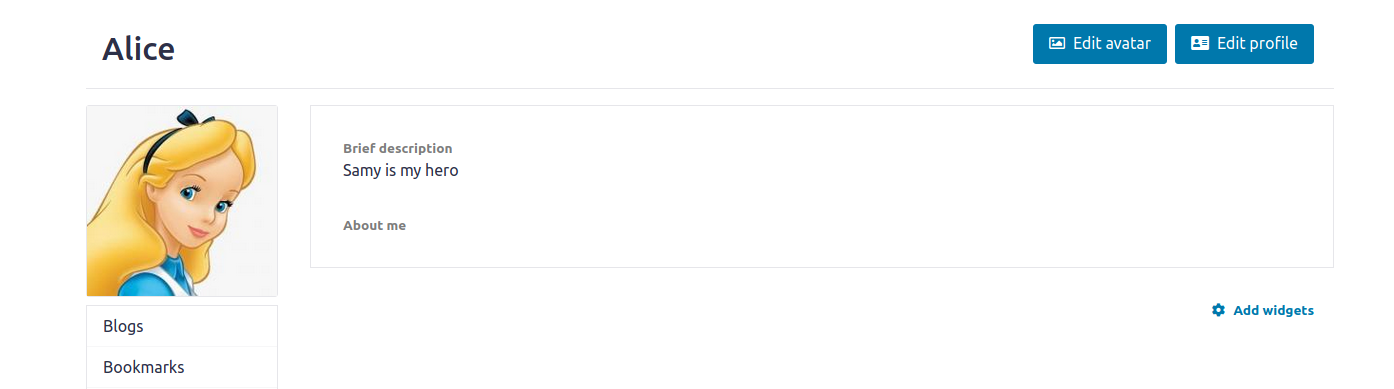 Alice
Edit avatar
Edit profile
Brief description
Samy is my hero
About me
Blogs
Bookmarks
Add widgets